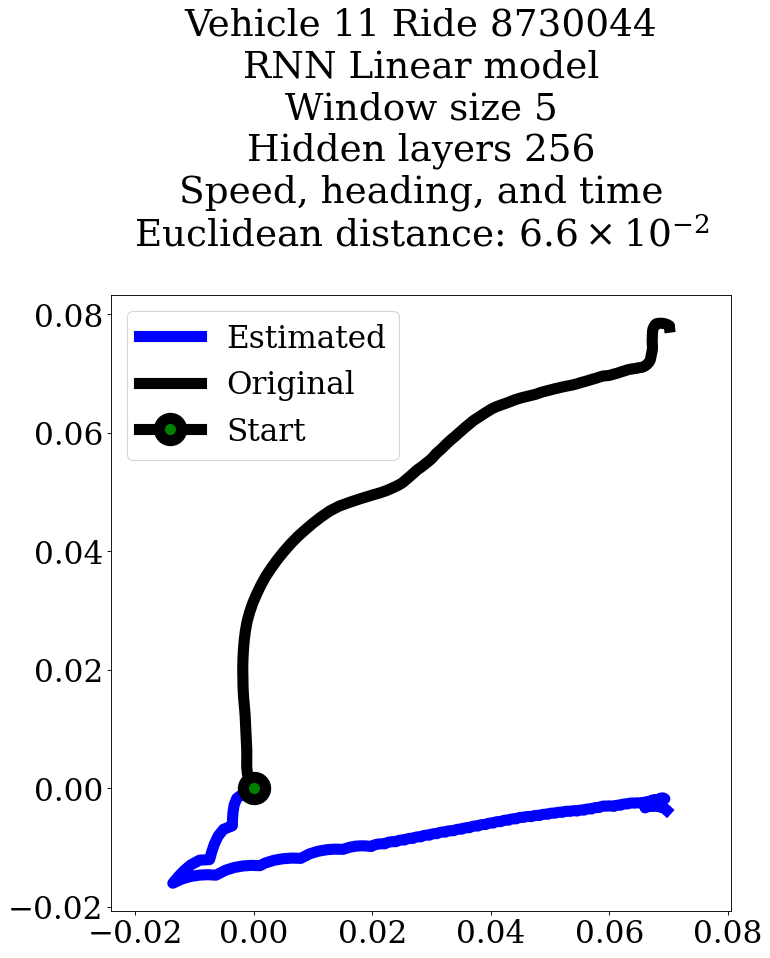 Vehicle 11 Ride 8730044
RNN Linear model
Window size 5
Hidden layers 256
Speed, heading, and time
Euclidean distance: 6.6 × 10⁻²
Estimated
Original
Start
0.08
0.06
0.04
0.02
0.00
−0.02
−0.02 0.00 0.02 0.04 0.06 0.08